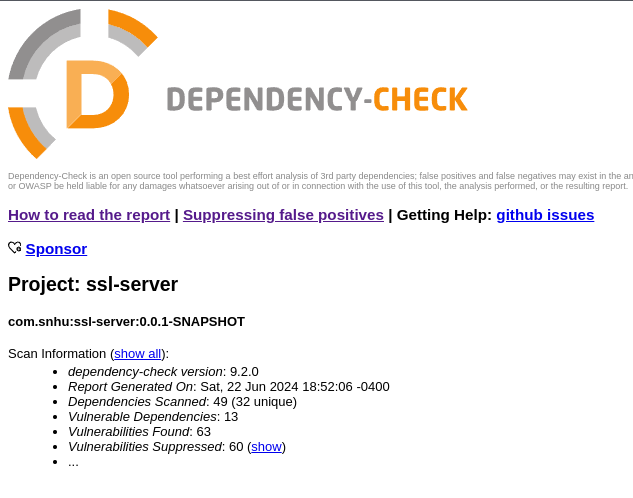 DEPENDENCY-CHECK
Dependency-Check is an open source tool performing a best effort analysis of 3rd party dependencies; false positives and false negatives may exist in the
or OWASP be held liable for any damages whatsoever arising out of or in connection with the use of this tool, the analysis performed, or the resulting report.
How to read the report | Suppressing false positives | Getting Help: github issues
Sponsor
Project: ssl-server
com.snhu:ssl-server:0.0.1-SNAPSHOT
Scan Information (show all):
• dependency-check version: 9.2.0
• Report Generated On: Sat, 22 Jun 2024 18:52:06 -0400
• Dependencies Scanned: 49 (32 unique)
• Vulnerable Dependencies: 13
• Vulnerabilities Found: 63
• Vulnerabilities Suppressed: 60 (show)
• ...